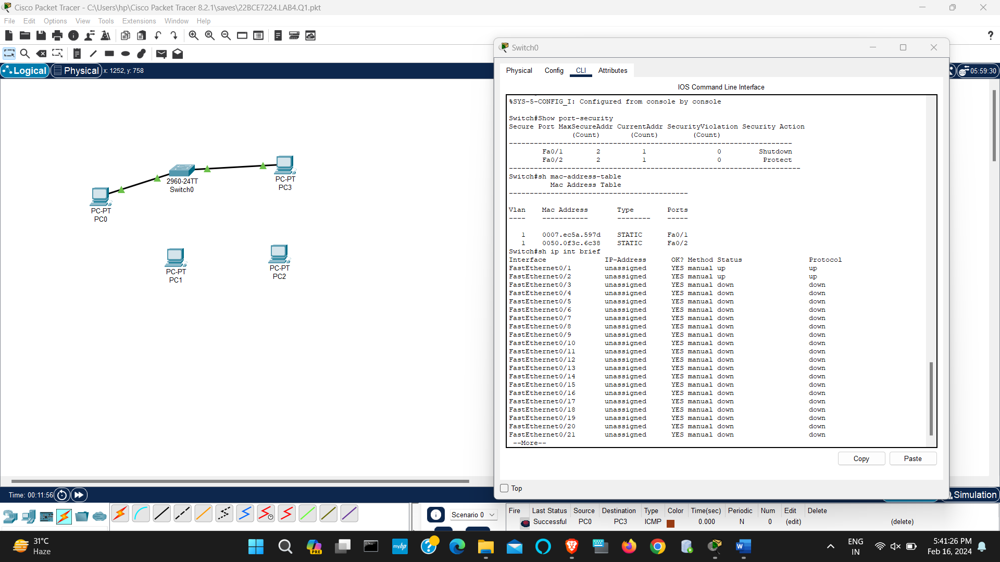 Cisco Packet Tracer - C:\Users\hp\Cisco Packet Tracer 8.2.1\saves\22BCE7224.LAB4.Q1.pkt
File Edit Options View Tools Extensions Window Help
?
Logical Physical x: 1252, y: 758
05:59:30
2960-24TT
Switch0
PC-PT
PC3
PC-PT
PC0
PC-PT
PC1
PC-PT
PC2
Switch0
Physical Config CLI Attributes
IOS Command Line Interface
%SYS-5-CONFIG_I: Configured from console by console
Switch#Show port-security
Secure Port MaxSecureAddr CurrentAddr SecurityViolation Security Action
(Count) (Count) (Count)
--------------------------------------------------------------------
Fa0/1 2 1 0 Shutdown
Fa0/2 2 1 0 Protect
----------------------------------------------------------------------
Switch#sh mac-address-table
Mac Address Table
-------------------------------------------
Vlan Mac Address Type Ports
---- ----------- -------- -----
1 0007.ec5a.597d STATIC Fa0/1
1 0050.0f3c.6c38 STATIC Fa0/2
Switch#sh ip int brief
Interface IP-Address OK? Method Status Protocol
FastEthernet0/1 unassigned YES manual up up
FastEthernet0/2 unassigned YES manual up up
FastEthernet0/3 unassigned YES manual down down
FastEthernet0/4 unassigned YES manual down down
FastEthernet0/5 unassigned YES manual down down
FastEthernet0/6 unassigned YES manual down down
FastEthernet0/7 unassigned YES manual down down
FastEthernet0/8 unassigned YES manual down down
FastEthernet0/9 unassigned YES manual down down
FastEthernet0/10 unassigned YES manual down down
FastEthernet0/11 unassigned YES manual down down
FastEthernet0/12 unassigned YES manual down down
FastEthernet0/13 unassigned YES manual down down
FastEthernet0/14 unassigned YES manual down down
FastEthernet0/15 unassigned YES manual down down
FastEthernet0/16 unassigned YES manual down down
FastEthernet0/17 unassigned YES manual down down
FastEthernet0/18 unassigned YES manual down down
FastEthernet0/19 unassigned YES manual down down
FastEthernet0/20 unassigned YES manual down down
FastEthernet0/21 unassigned YES manual down down
--More--
Copy Paste
Top
Time: 00:11:56
Simulation
Scenario 0
Fire Last Status Source Destination Type Color Time(sec) Periodic Num Edit Delete
Successful PC0 PC3 ICMP 0.000 N 0 (edit) (delete)
31°C
Haze
PRE
myhp
ENG
IN
5:41:26 PM
Feb 16, 2024